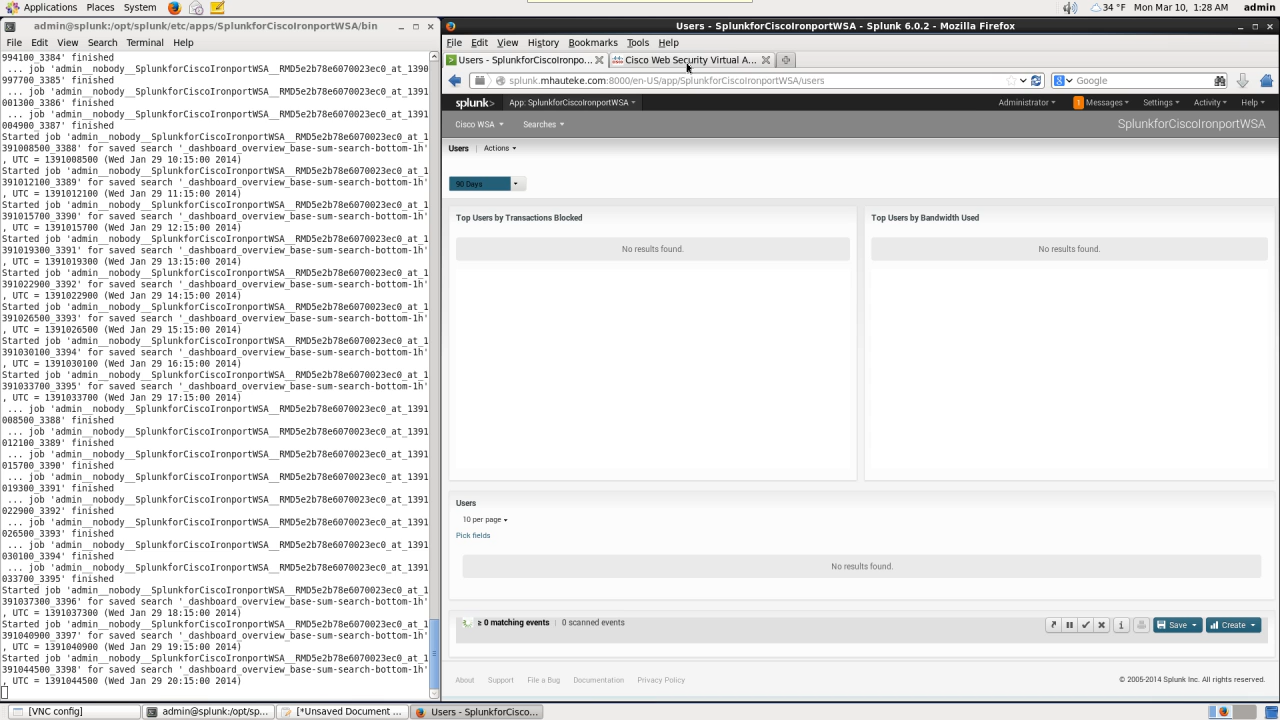 Applications Places System
34 °F Mon Mar 10, 1:28 AM admin
admin@splunk:/opt/splunk/etc/apps/SplunkforCiscoIronportWSA/bin
File Edit View Search Terminal Help
994100_3384' finished
... job 'admin__nobody__SplunkforCiscoIronportWSA__RMD5e2b78e6070023ec0_at_1390
997700_3385' finished
... job 'admin__nobody__SplunkforCiscoIronportWSA__RMD5e2b78e6070023ec0_at_1391
001300_3386' finished
... job 'admin__nobody__SplunkforCiscoIronportWSA__RMD5e2b78e6070023ec0_at_1391
004900_3387' finished
Started job 'admin__nobody__SplunkforCiscoIronportWSA__RMD5e2b78e6070023ec0_at_1
391008500_3388' for saved search '_dashboard_overview_base-sum-search-bottom-1h'
, UTC = 1391008500 (Wed Jan 29 10:15:00 2014)
Started job 'admin__nobody__SplunkforCiscoIronportWSA__RMD5e2b78e6070023ec0_at_1
391012100_3389' for saved search '_dashboard_overview_base-sum-search-bottom-1h'
, UTC = 1391012100 (Wed Jan 29 11:15:00 2014)
Started job 'admin__nobody__SplunkforCiscoIronportWSA__RMD5e2b78e6070023ec0_at_1
391015700_3390' for saved search '_dashboard_overview_base-sum-search-bottom-1h'
, UTC = 1391015700 (Wed Jan 29 12:15:00 2014)
Started job 'admin__nobody__SplunkforCiscoIronportWSA__RMD5e2b78e6070023ec0_at_1
391019300_3391' for saved search '_dashboard_overview_base-sum-search-bottom-1h'
, UTC = 1391019300 (Wed Jan 29 13:15:00 2014)
Started job 'admin__nobody__SplunkforCiscoIronportWSA__RMD5e2b78e6070023ec0_at_1
391022900_3392' for saved search '_dashboard_overview_base-sum-search-bottom-1h'
, UTC = 1391022900 (Wed Jan 29 14:15:00 2014)
Started job 'admin__nobody__SplunkforCiscoIronportWSA__RMD5e2b78e6070023ec0_at_1
391026500_3393' for saved search '_dashboard_overview_base-sum-search-bottom-1h'
, UTC = 1391026500 (Wed Jan 29 15:15:00 2014)
Started job 'admin__nobody__SplunkforCiscoIronportWSA__RMD5e2b78e6070023ec0_at_1
391030100_3394' for saved search '_dashboard_overview_base-sum-search-bottom-1h'
, UTC = 1391030100 (Wed Jan 29 16:15:00 2014)
Started job 'admin__nobody__SplunkforCiscoIronportWSA__RMD5e2b78e6070023ec0_at_1
391033700_3395' for saved search '_dashboard_overview_base-sum-search-bottom-1h'
, UTC = 1391033700 (Wed Jan 29 17:15:00 2014)
... job 'admin__nobody__SplunkforCiscoIronportWSA__RMD5e2b78e6070023ec0_at_1391
008500_3388' finished
... job 'admin__nobody__SplunkforCiscoIronportWSA__RMD5e2b78e6070023ec0_at_1391
012100_3389' finished
... job 'admin__nobody__SplunkforCiscoIronportWSA__RMD5e2b78e6070023ec0_at_1391
015700_3390' finished
... job 'admin__nobody__SplunkforCiscoIronportWSA__RMD5e2b78e6070023ec0_at_1391
019300_3391' finished
... job 'admin__nobody__SplunkforCiscoIronportWSA__RMD5e2b78e6070023ec0_at_1391
022900_3392' finished
... job 'admin__nobody__SplunkforCiscoIronportWSA__RMD5e2b78e6070023ec0_at_1391
026500_3393' finished
... job 'admin__nobody__SplunkforCiscoIronportWSA__RMD5e2b78e6070023ec0_at_1391
030100_3394' finished
... job 'admin__nobody__SplunkforCiscoIronportWSA__RMD5e2b78e6070023ec0_at_1391
033700_3395' finished
Started job 'admin__nobody__SplunkforCiscoIronportWSA__RMD5e2b78e6070023ec0_at_1
391037300_3396' for saved search '_dashboard_overview_base-sum-search-bottom-1h'
, UTC = 1391037300 (Wed Jan 29 18:15:00 2014)
Started job 'admin__nobody__SplunkforCiscoIronportWSA__RMD5e2b78e6070023ec0_at_1
391040900_3397' for saved search '_dashboard_overview_base-sum-search-bottom-1h'
, UTC = 1391040900 (Wed Jan 29 19:15:00 2014)
Started job 'admin__nobody__SplunkforCiscoIronportWSA__RMD5e2b78e6070023ec0_at_1
391044500_3398' for saved search '_dashboard_overview_base-sum-search-bottom-1h'
, UTC = 1391044500 (Wed Jan 29 20:15:00 2014)
Users - SplunkforCiscoIronportWSA - Splunk 6.0.2 - Mozilla Firefox
File Edit View History Bookmarks Tools Help
Users - SplunkforCiscoIronpo... Cisco Web Security Virtual A...
splunk.mhauteke.com:8000/en-US/app/SplunkforCiscoIronportWSA/users
Google
splunk> App: SplunkforCiscoIronportWSA Administrator 1 Messages Settings Activity Help
Cisco WSA Searches SplunkforCiscoIronportWSA
Users Actions
90 Days
Top Users by Transactions Blocked
No results found.
Top Users by Bandwidth Used
No results found.
Users
10 per page
Pick fields
No results found.
≥ 0 matching events | 0 scanned events
Save Create
About Support File a Bug Documentation Privacy Policy © 2005-2014 Splunk Inc. All rights reserved.
[VNC config] admin@splunk:/opt/sp... [*Unsaved Document ... Users - SplunkforCisco...